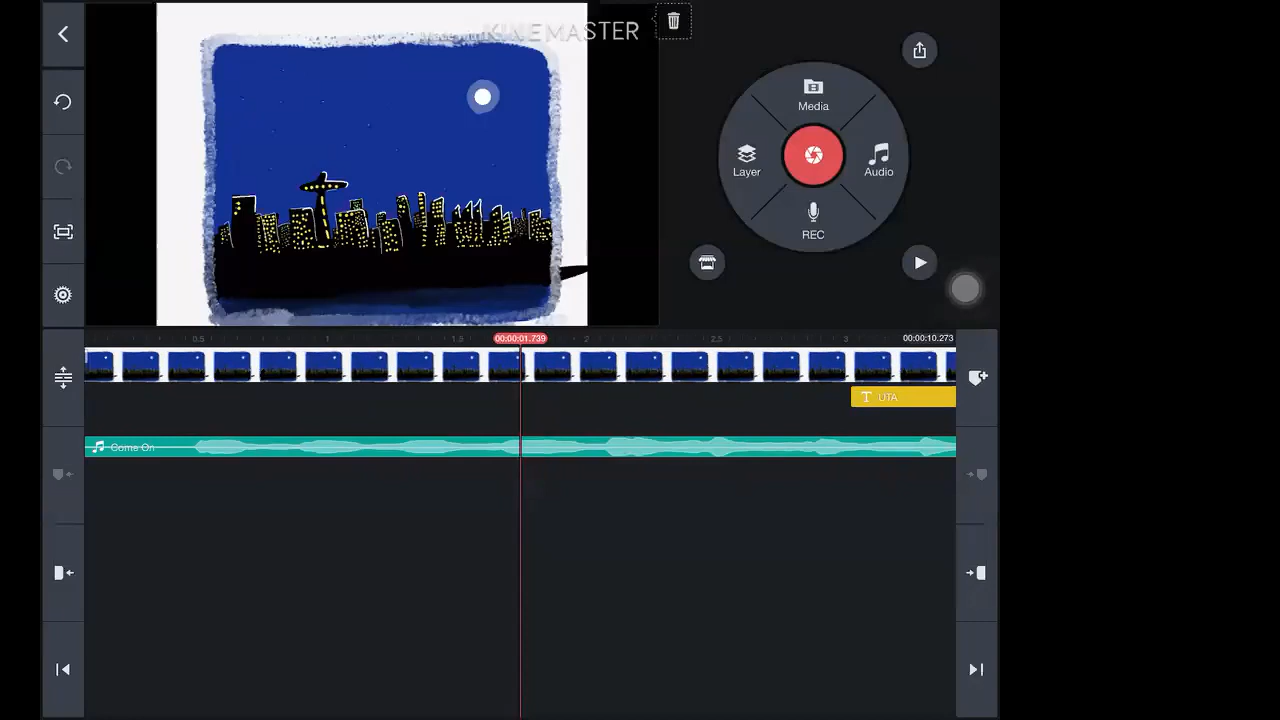 KINEMASTER
Media
Layer
Audio
REC
0.5
1
1.5
00:00:01.739
2
2.5
3
00:00:10.273
UTA
Come On